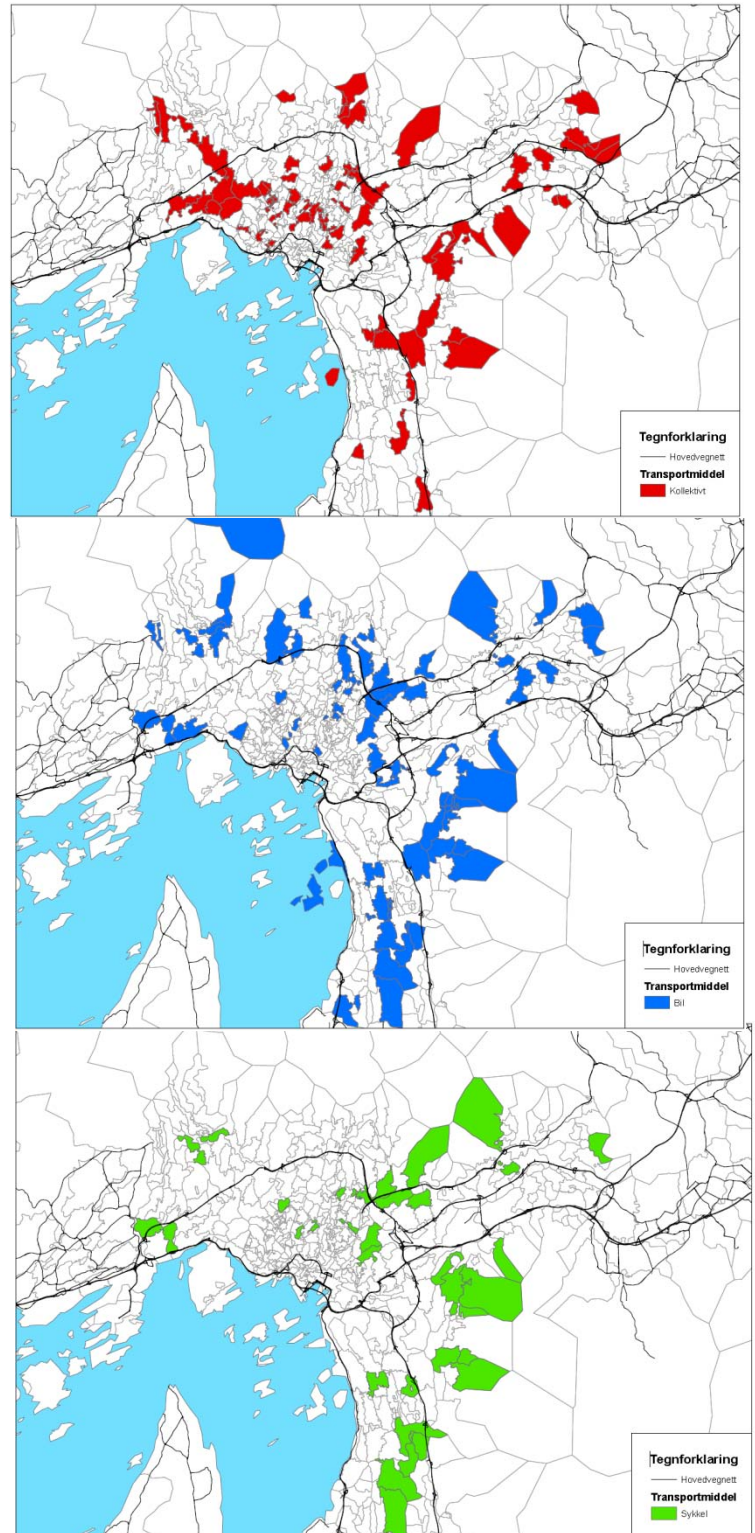 Tegnforklaring
Hovedvegnett
Transportmiddel
Kollektivt
Tegnforklaring
Hovedvegnett
Transportmiddel
Bil
Tegnforklaring
Hovedvegnett
Transportmiddel
Sykkel